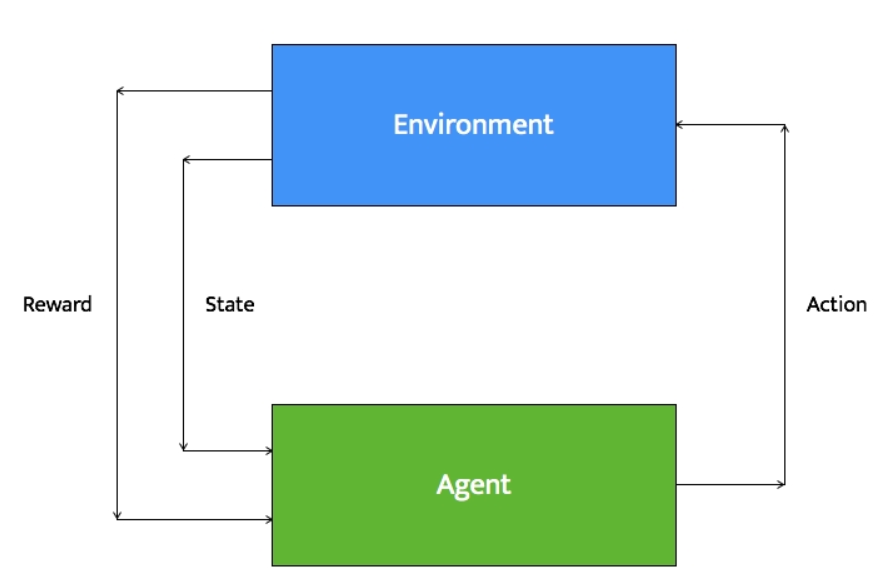 Environment
Reward
State
Action
Agent